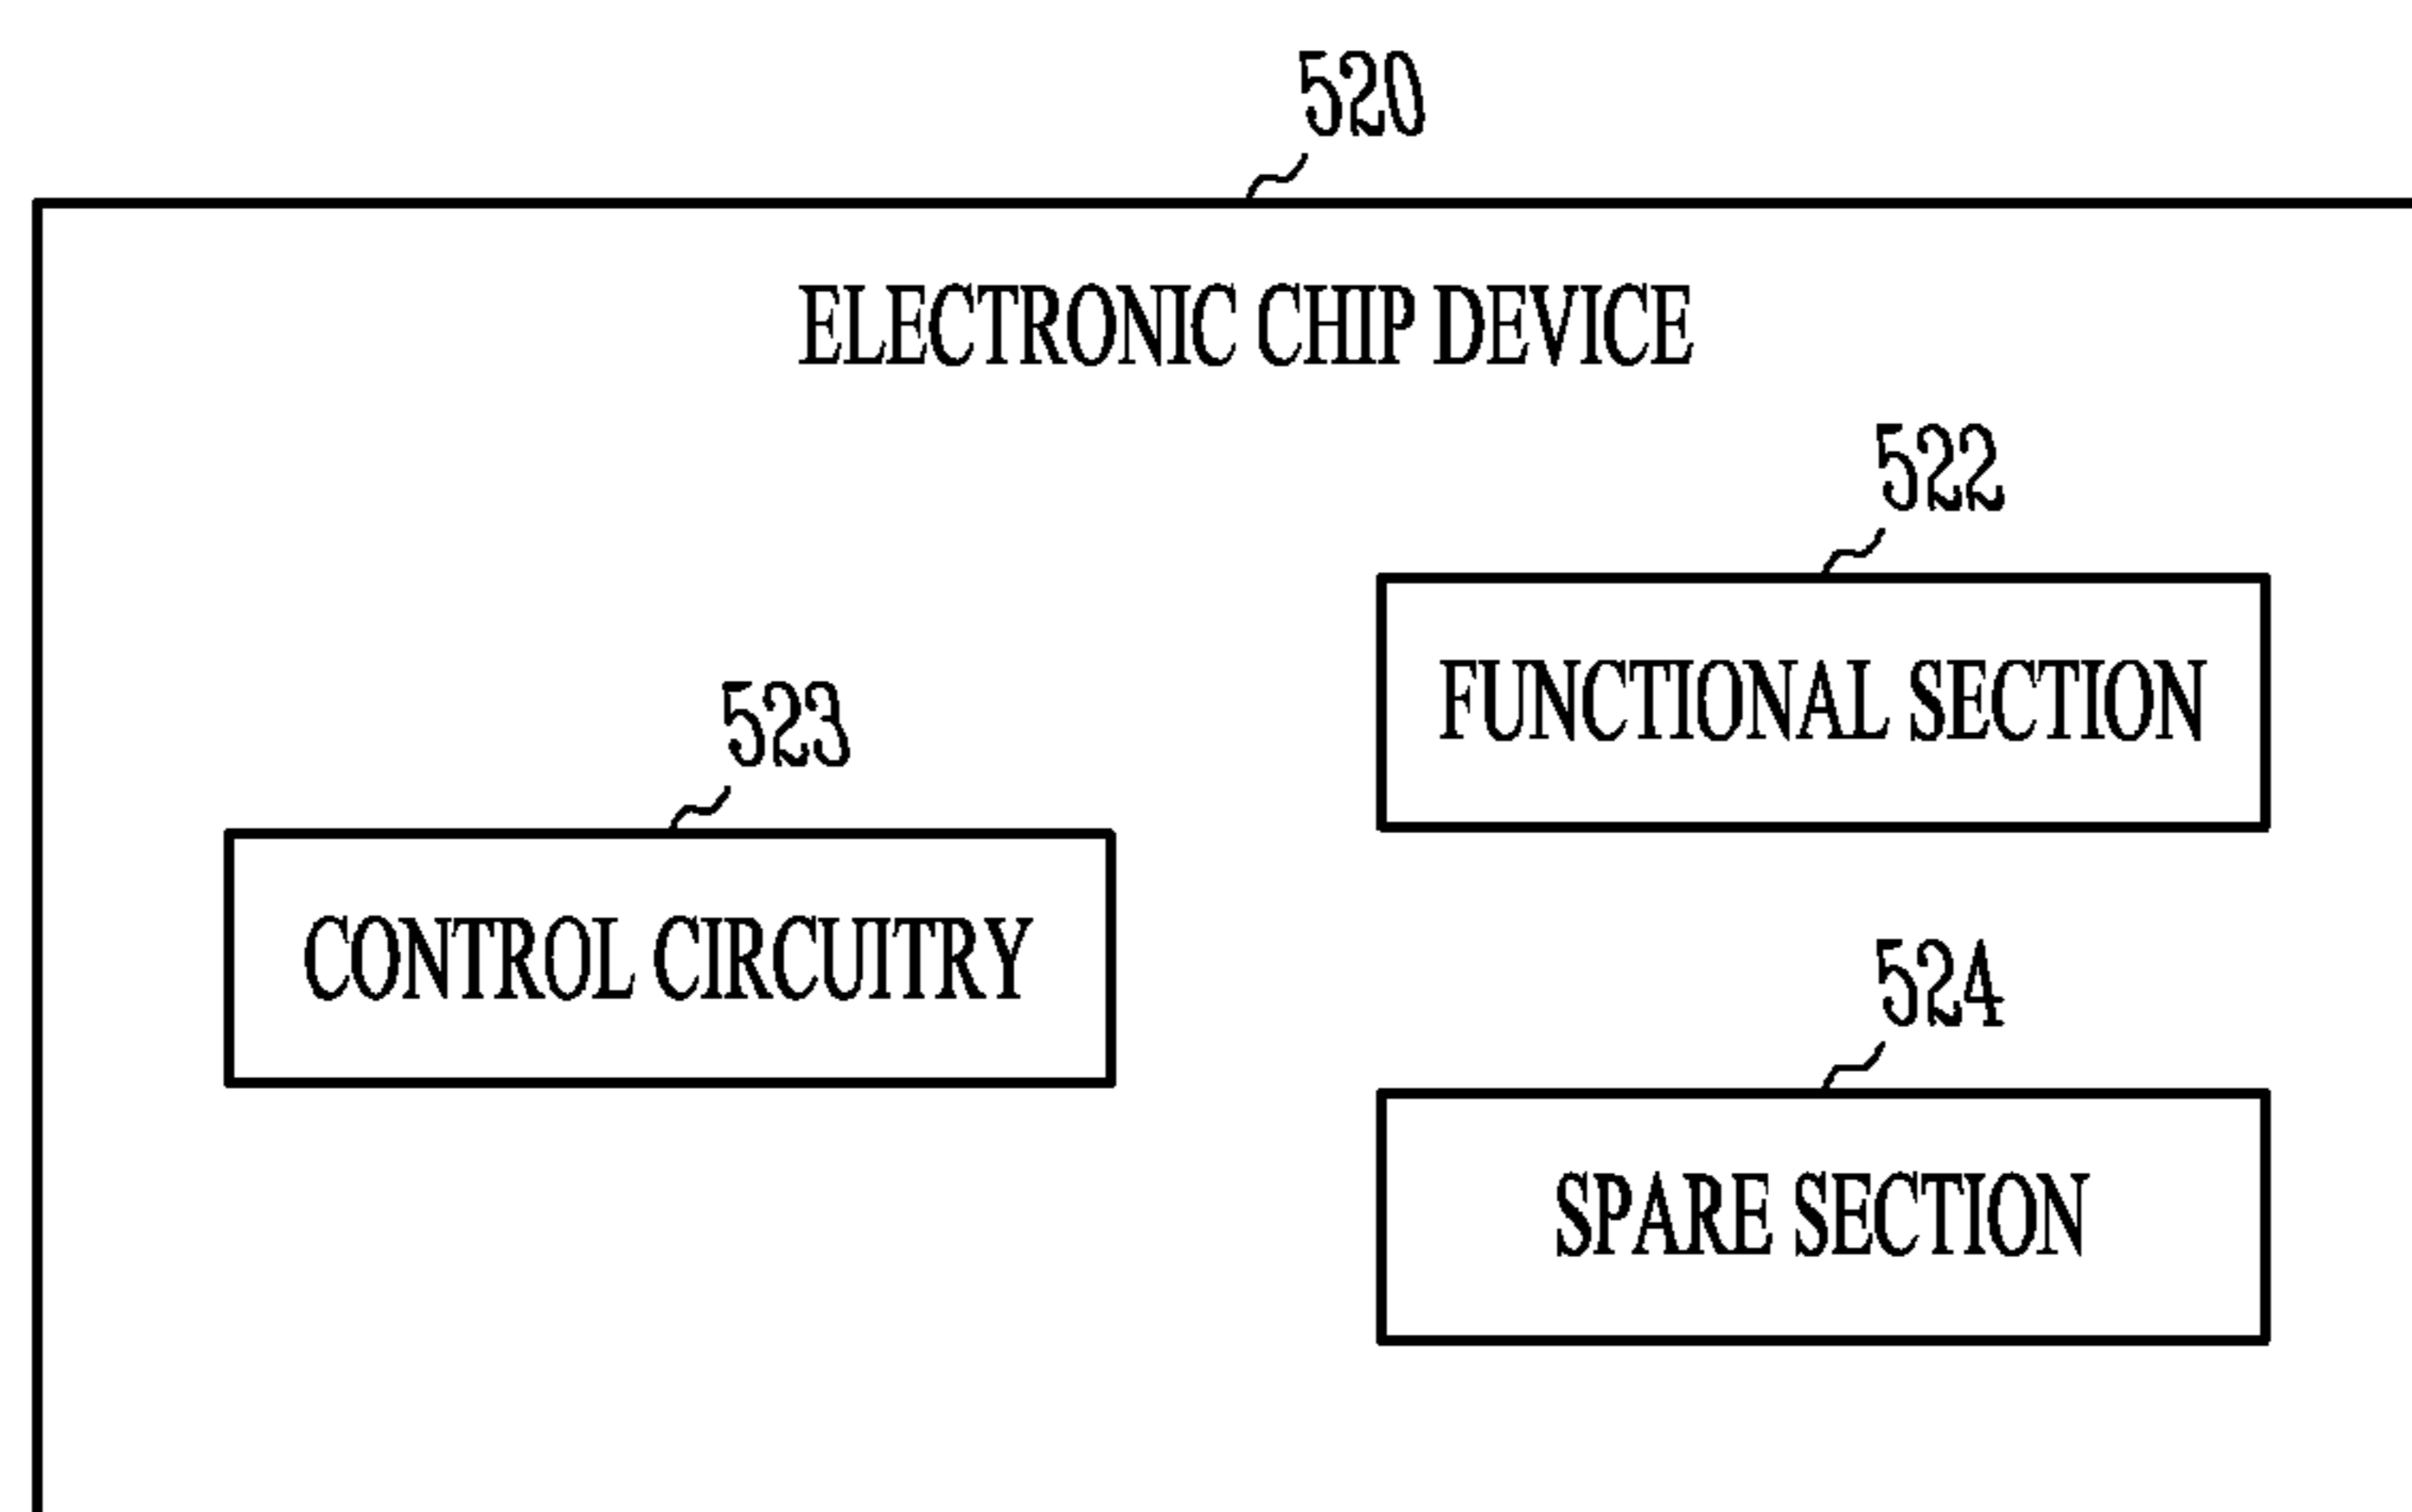 520
ELECTRONIC CHIP DEVICE
522
FUNCTIONAL SECTION
523
CONTROL CIRCUITRY
524
SPARE SECTION